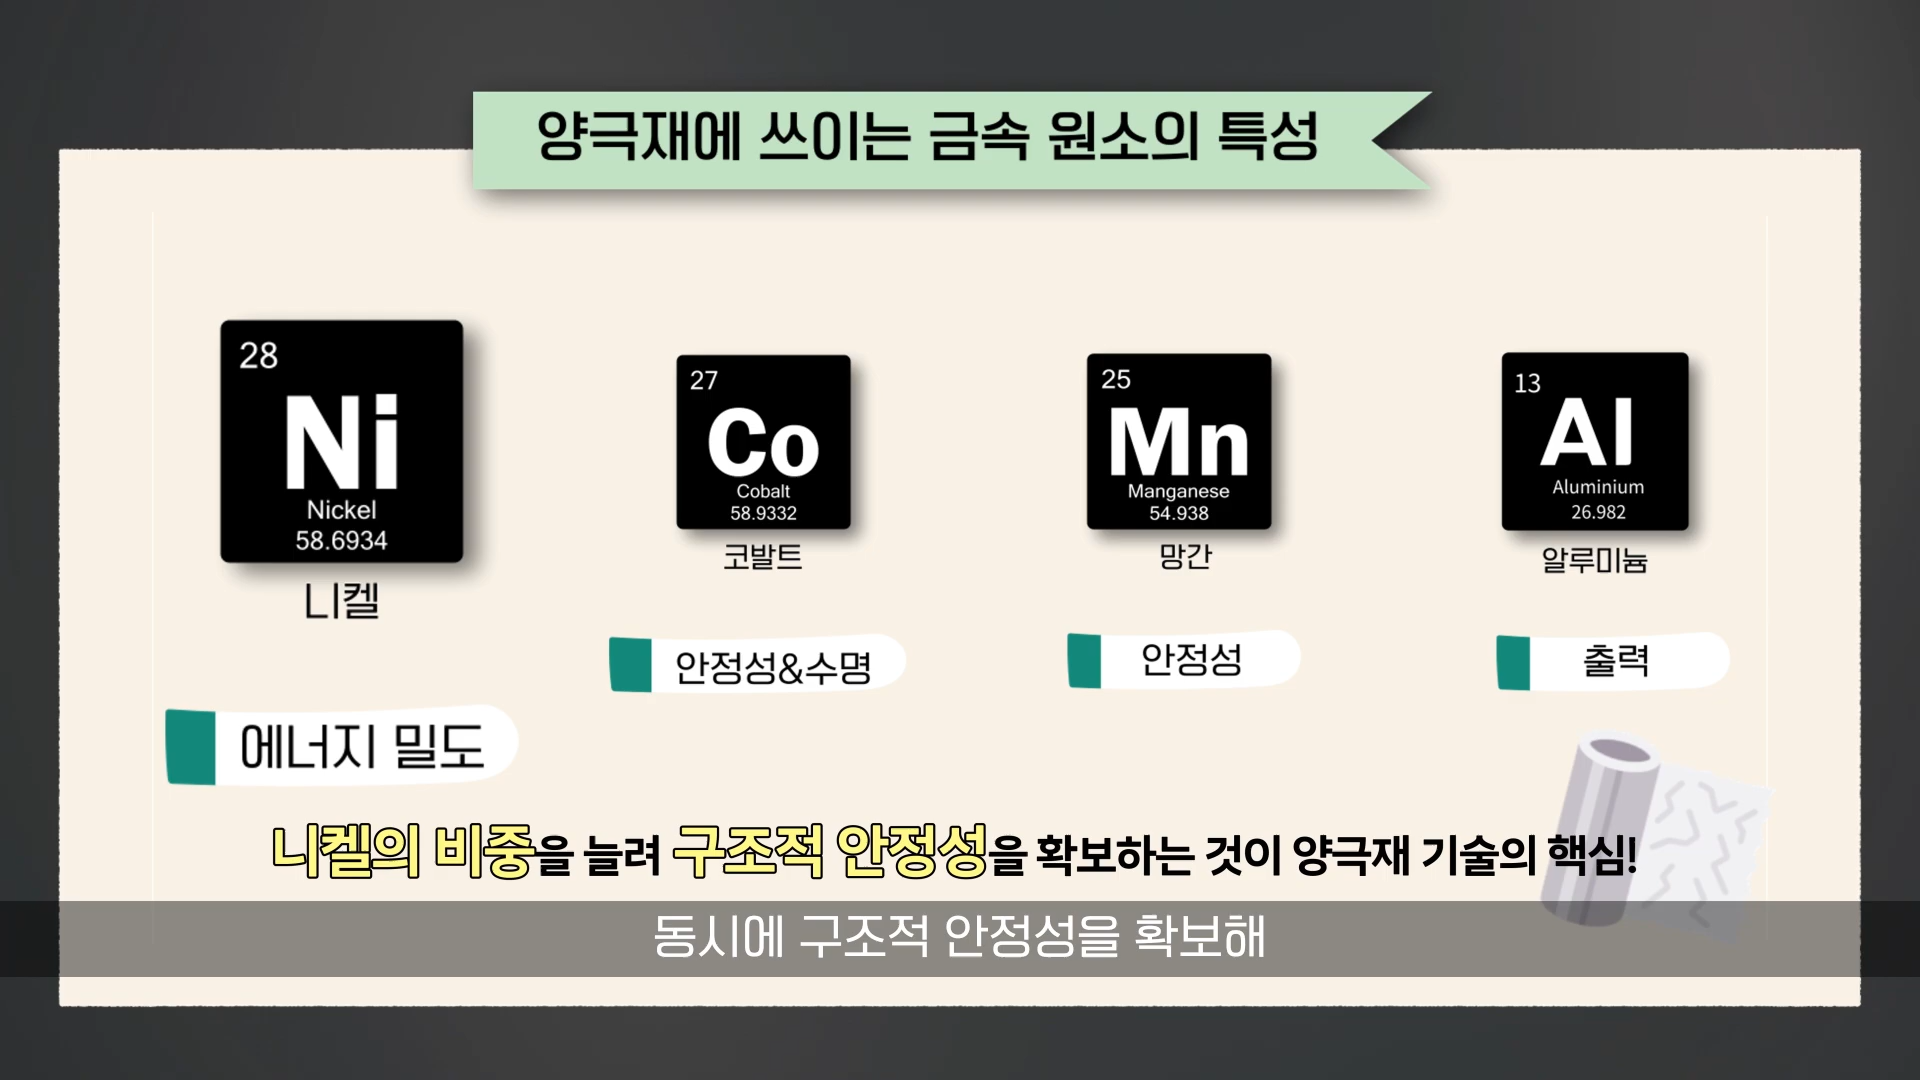 양극재에 쓰이는 금속 원소의 특성
28
Ni
Nickel
58.6934
니켈
에너지 밀도
27
Co
Cobalt
58.9332
코발트
안정성&수명
25
Mn
Manganese
54.938
망간
안정성
13
Al
Aluminium
26.982
알루미늄
출력
니켈의 비중을 늘려 구조적 안정성을 확보하는 것이 양극재 기술의 핵심!
동시에 구조적 안정성을 확보해